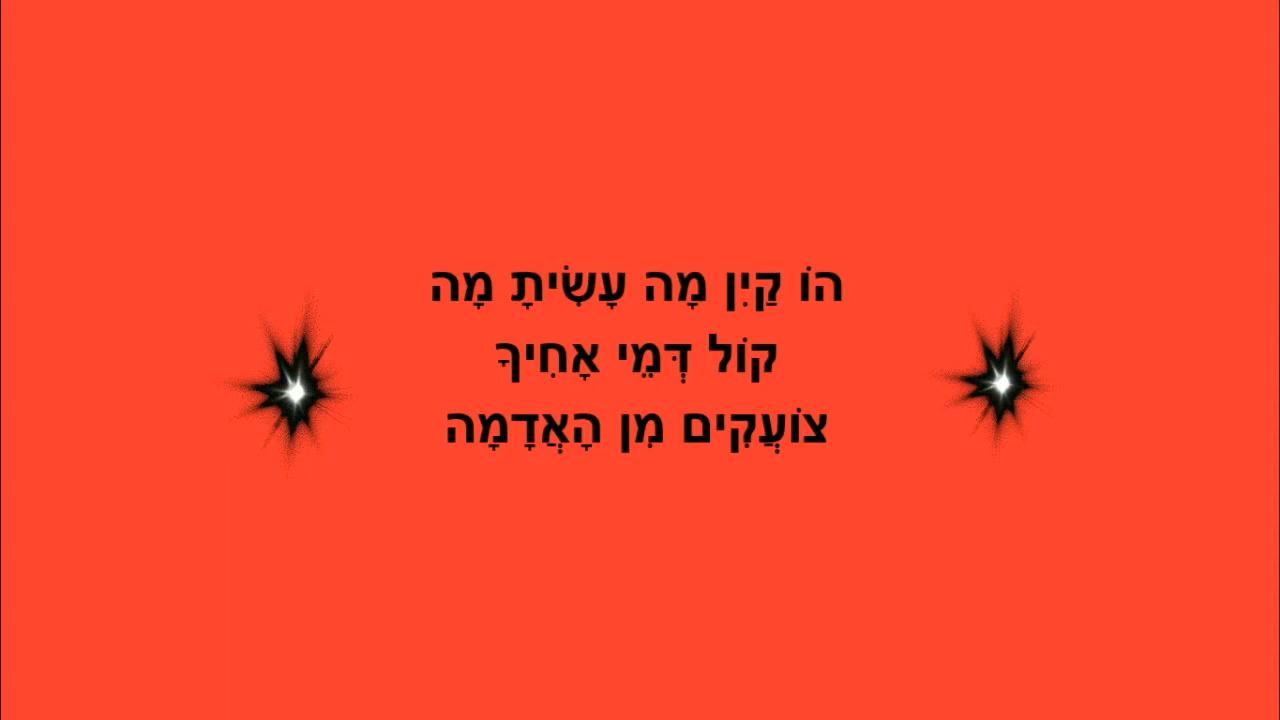 הוֹ קַיִן מָה עָשִׂיתָ מָה
קוֹל דְּמֵי אָחִיךָ
צוֹעֲקִים מִן הָאֲדָמָה